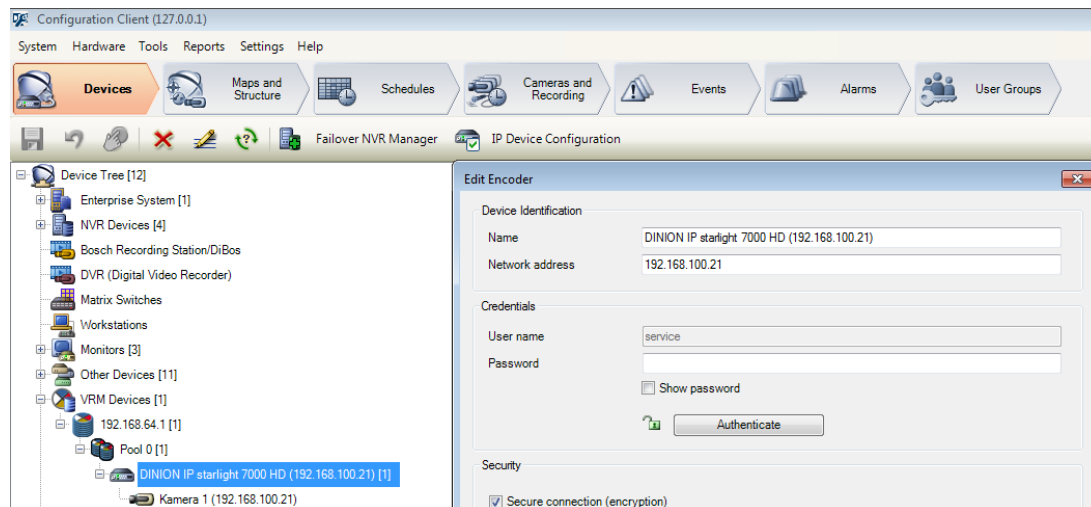 Configuration Client (127.0.0.1)
System Hardware Tools Reports Settings Help
Devices
Maps and
Structure
Schedules
Cameras and
Recording
Events
Alarms
User Groups
Failover NVR Manager
IP Device Configuration
Device Tree [12]
Enterprise System [1]
NVR Devices [4]
Bosch Recording Station/DiBos
DVR (Digital Video Recorder)
Matrix Switches
Workstations
Monitors [3]
Other Devices [11]
VRM Devices [1]
192.168.64.1 [1]
Pool 0 [1]
DINION IP starlight 7000 HD (192.168.100.21) [1]
Kamera 1 (192.168.100.21)
Edit Encoder
Device Identification
Name DINION IP starlight 7000 HD (192.168.100.21)
Network address 192.168.100.21
Credentials
User name service
Password
Show password
Authenticate
Security
Secure connection (encryption)